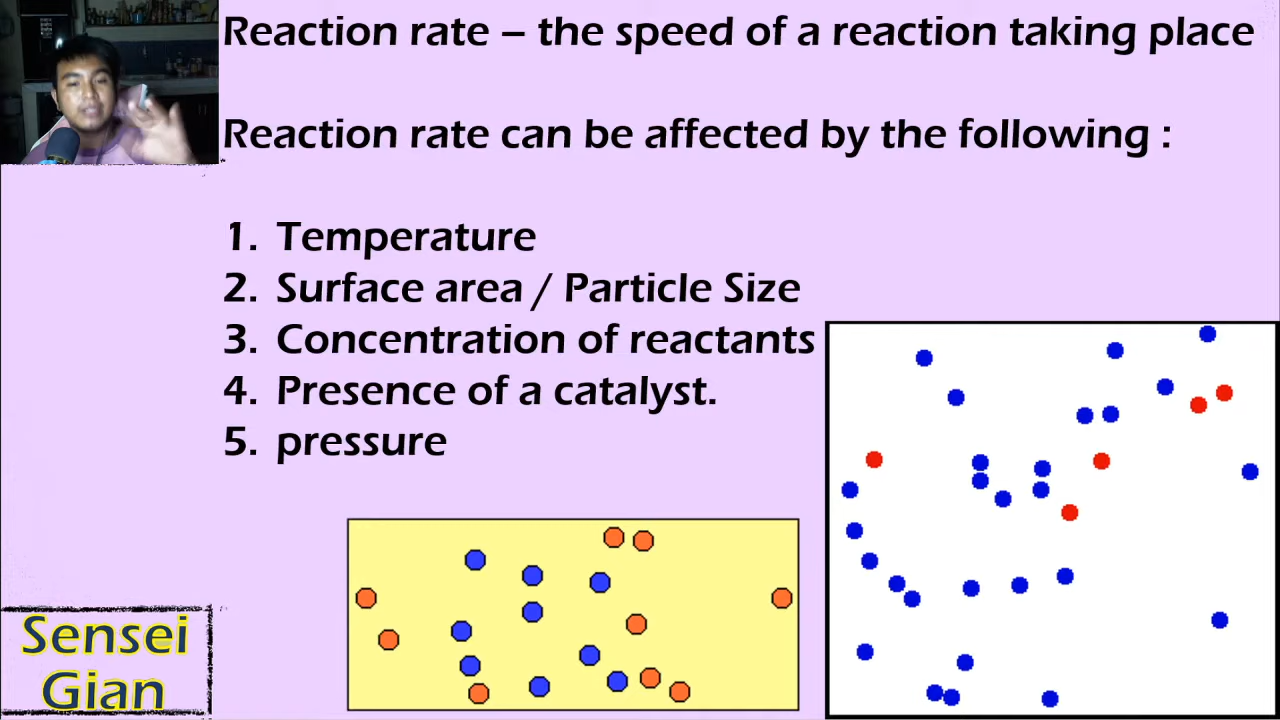 Reaction rate – the speed of a reaction taking place
Reaction rate can be affected by the following :
1. Temperature
2. Surface area / Particle Size
3. Concentration of reactants
4. Presence of a catalyst.
5. pressure
Sensei
Gian